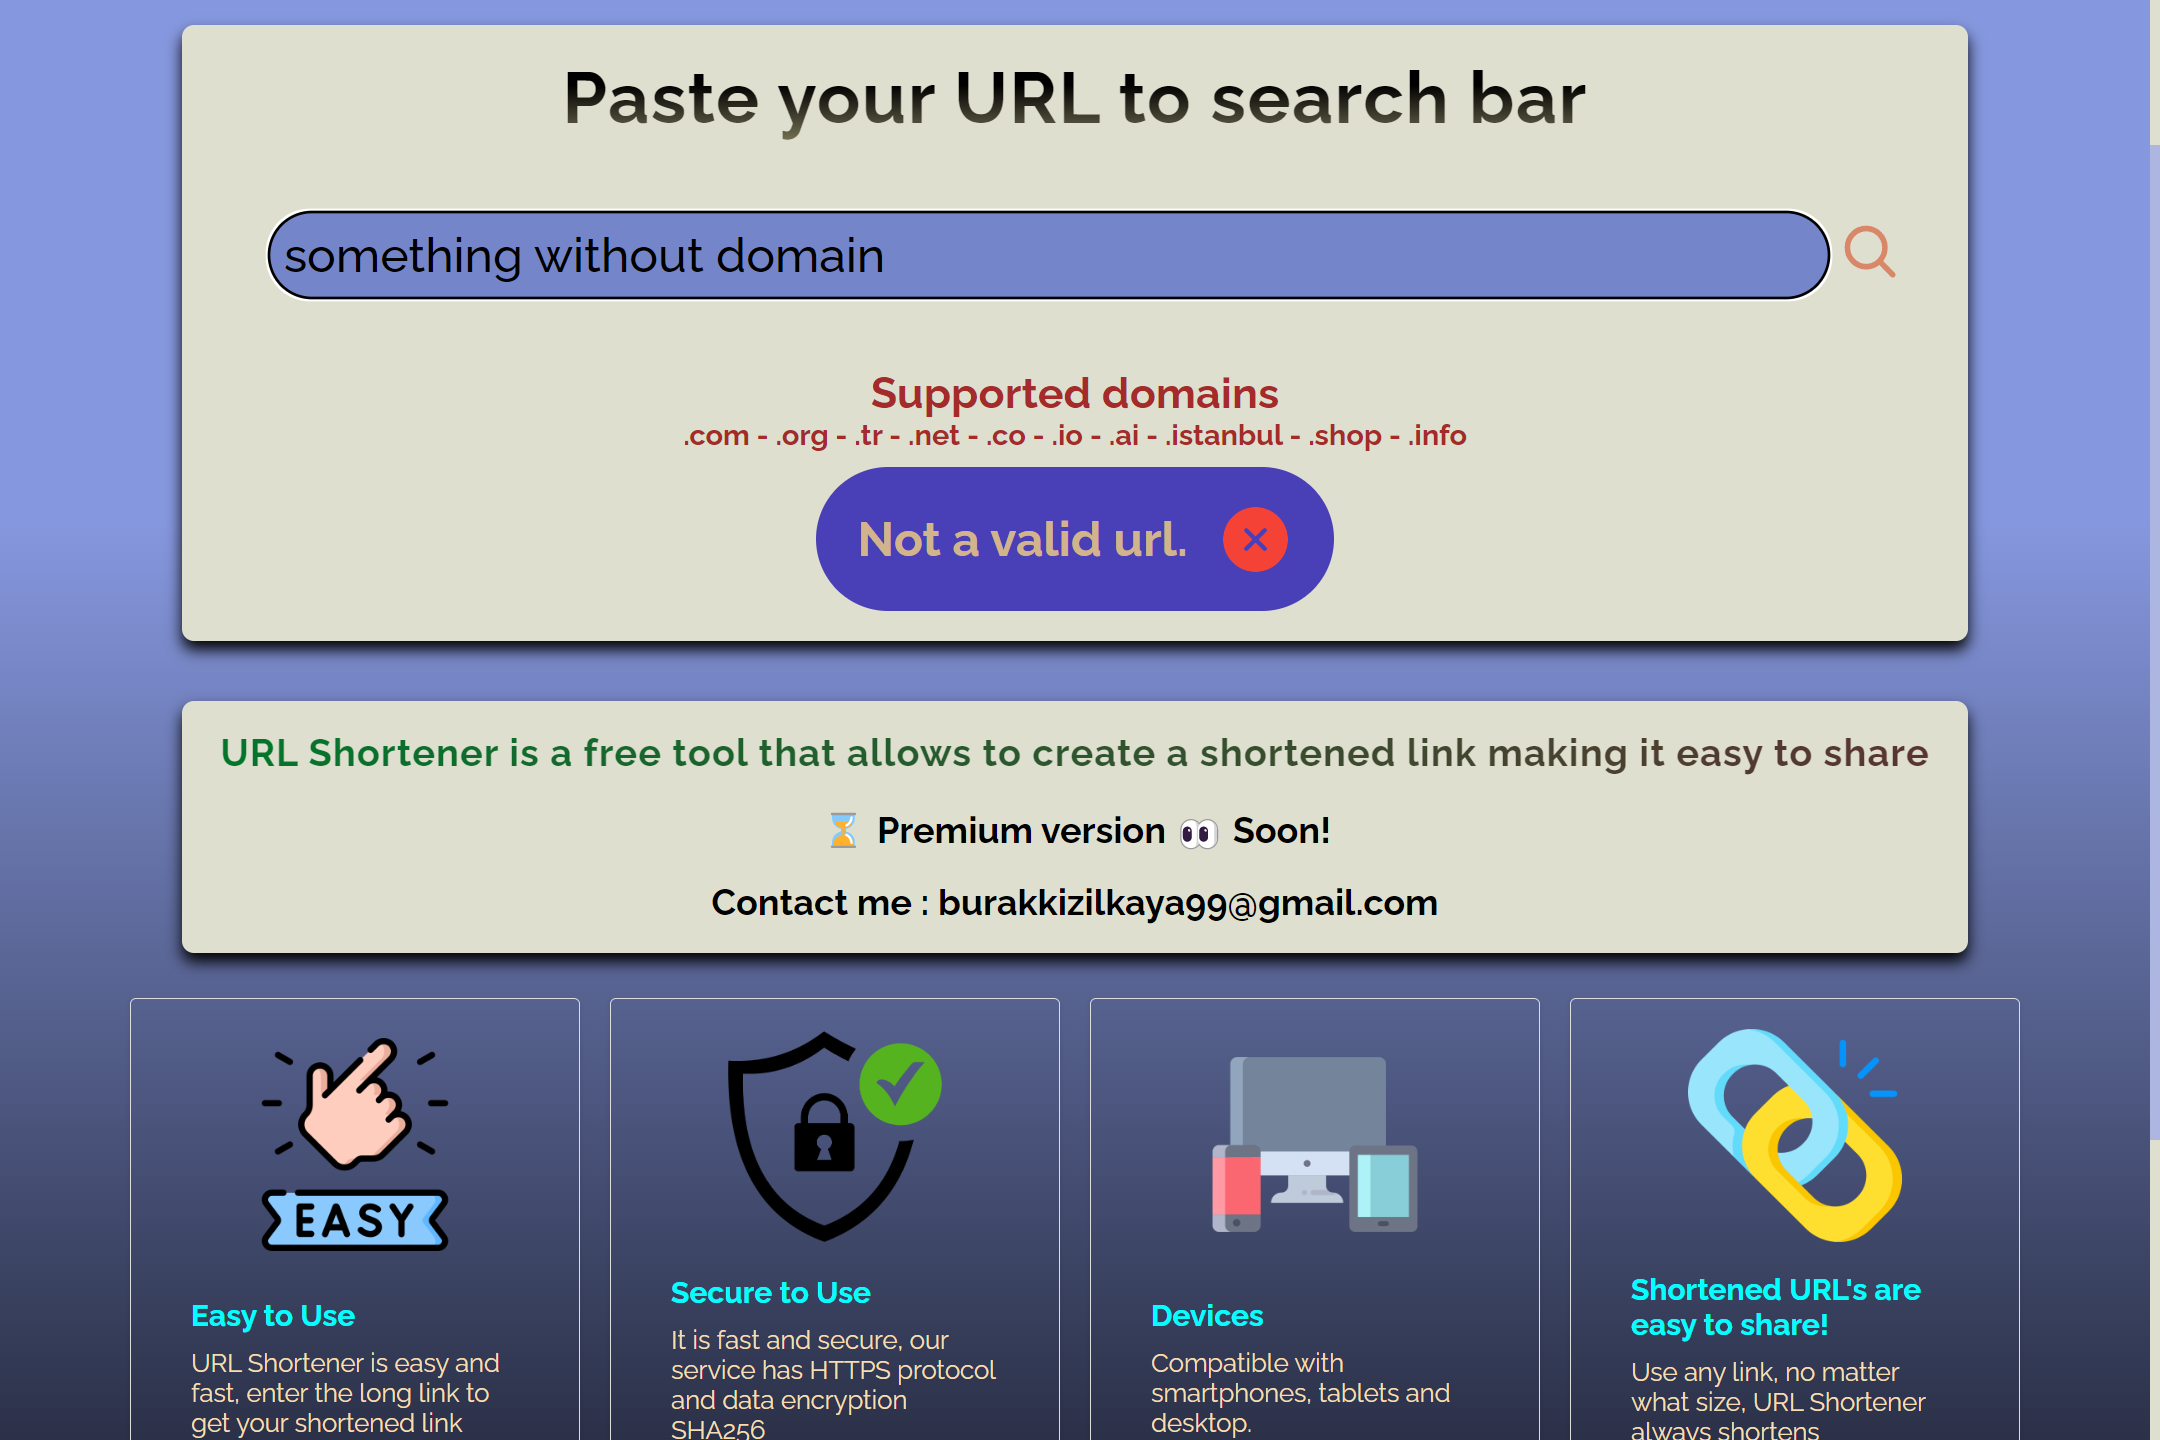 Paste your URL to search bar
something without domain
Supported domains
.com - .org - .tr - .net - .co - .io - .ai - .istanbul - .shop - .info
Not a valid url.
URL Shortener is a free tool that allows to create a shortened link making it easy to share
⏳ Premium version 👀 Soon!
Contact me : burakkizilkaya99@gmail.com
EASY
Easy to Use
URL Shortener is easy and
fast, enter the long link to
get your shortened link
Secure to Use
It is fast and secure, our
service has HTTPS protocol
and data encryption
SHA256
Devices
Compatible with
smartphones, tablets and
desktop.
Shortened URL's are
easy to share!
Use any link, no matter
what size, URL Shortener
always shortens